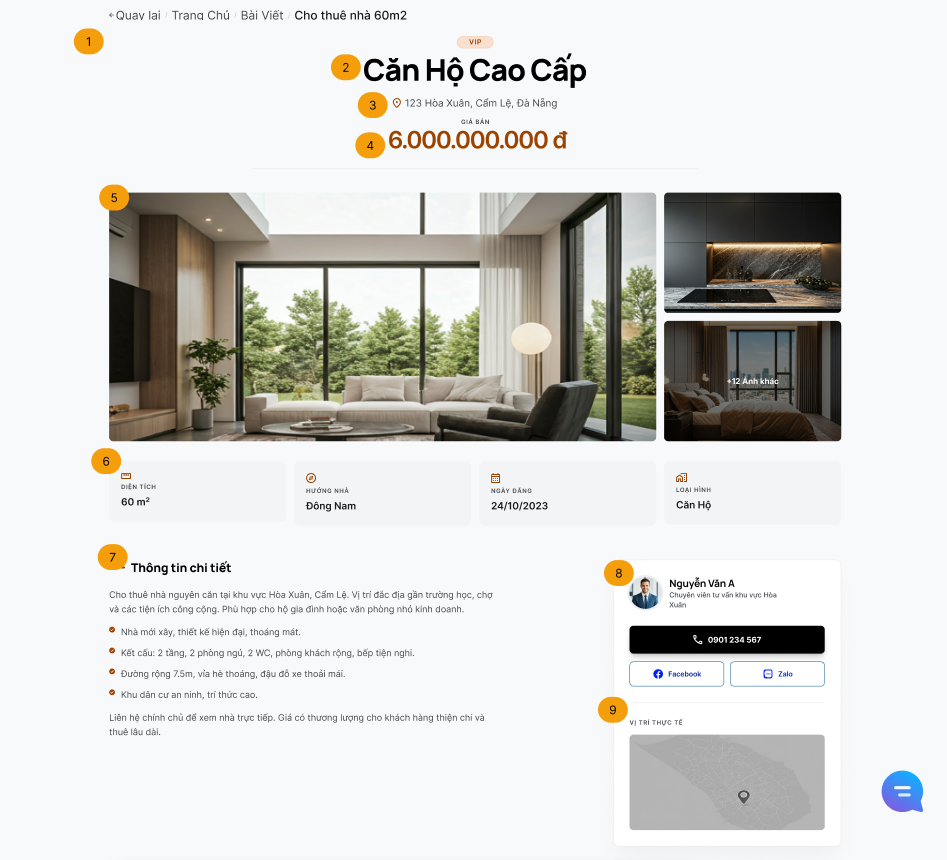 Quay lại / Trang Chủ / Bài Viết / Cho thuê nhà 60m2
1
VIP
2
Căn Hộ Cao Cấp
3
123 Hòa Xuân, Cẩm Lệ, Đà Nẵng
GIÁ BÁN
4
6.000.000.000 đ
5
+12 Ảnh khác
6
DIỆN TÍCH
60 m²
HƯỚNG NHÀ
Đông Nam
NGÀY ĐĂNG
24/10/2023
LOẠI HÌNH
Căn Hộ
7
Thông tin chi tiết
Cho thuê nhà nguyên căn tại khu vực Hòa Xuân, Cẩm Lệ. Vị trí đắc địa gần trường học, chợ
và các tiện ích công cộng. Phù hợp cho hộ gia đình hoặc văn phòng nhỏ kinh doanh.
Nhà mới xây, thiết kế hiện đại, thoáng mát.
Kết cấu: 2 tầng, 2 phòng ngủ, 2 WC, phòng khách rộng, bếp tiện nghi.
Đường rộng 7.5m, vỉa hè thoáng, đậu đỗ xe thoải mái.
Khu dân cư an ninh, trí thức cao.
Liên hệ chính chủ để xem nhà trực tiếp. Giá có thương lượng cho khách hàng thiện chí và
thuê lâu dài.
8
Nguyễn Văn A
Chuyên viên tư vấn khu vực Hòa
Xuân
0901 234 567
Facebook
Zalo
9
VỊ TRÍ THỰC TẾ